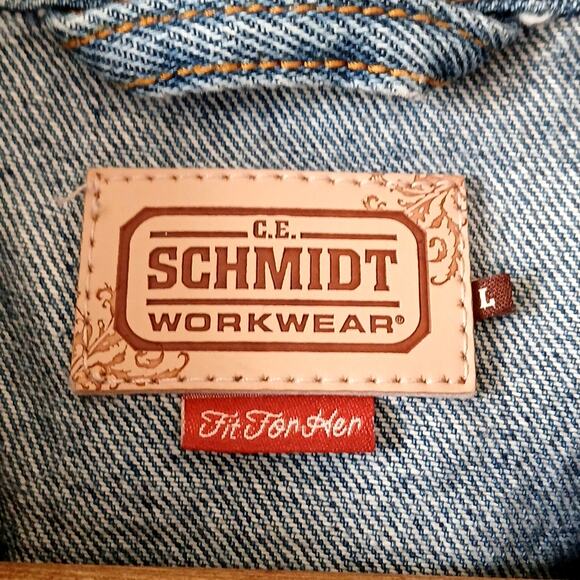 C.E.
SCHMIDT
WORKWEAR®
L
Fit For Her